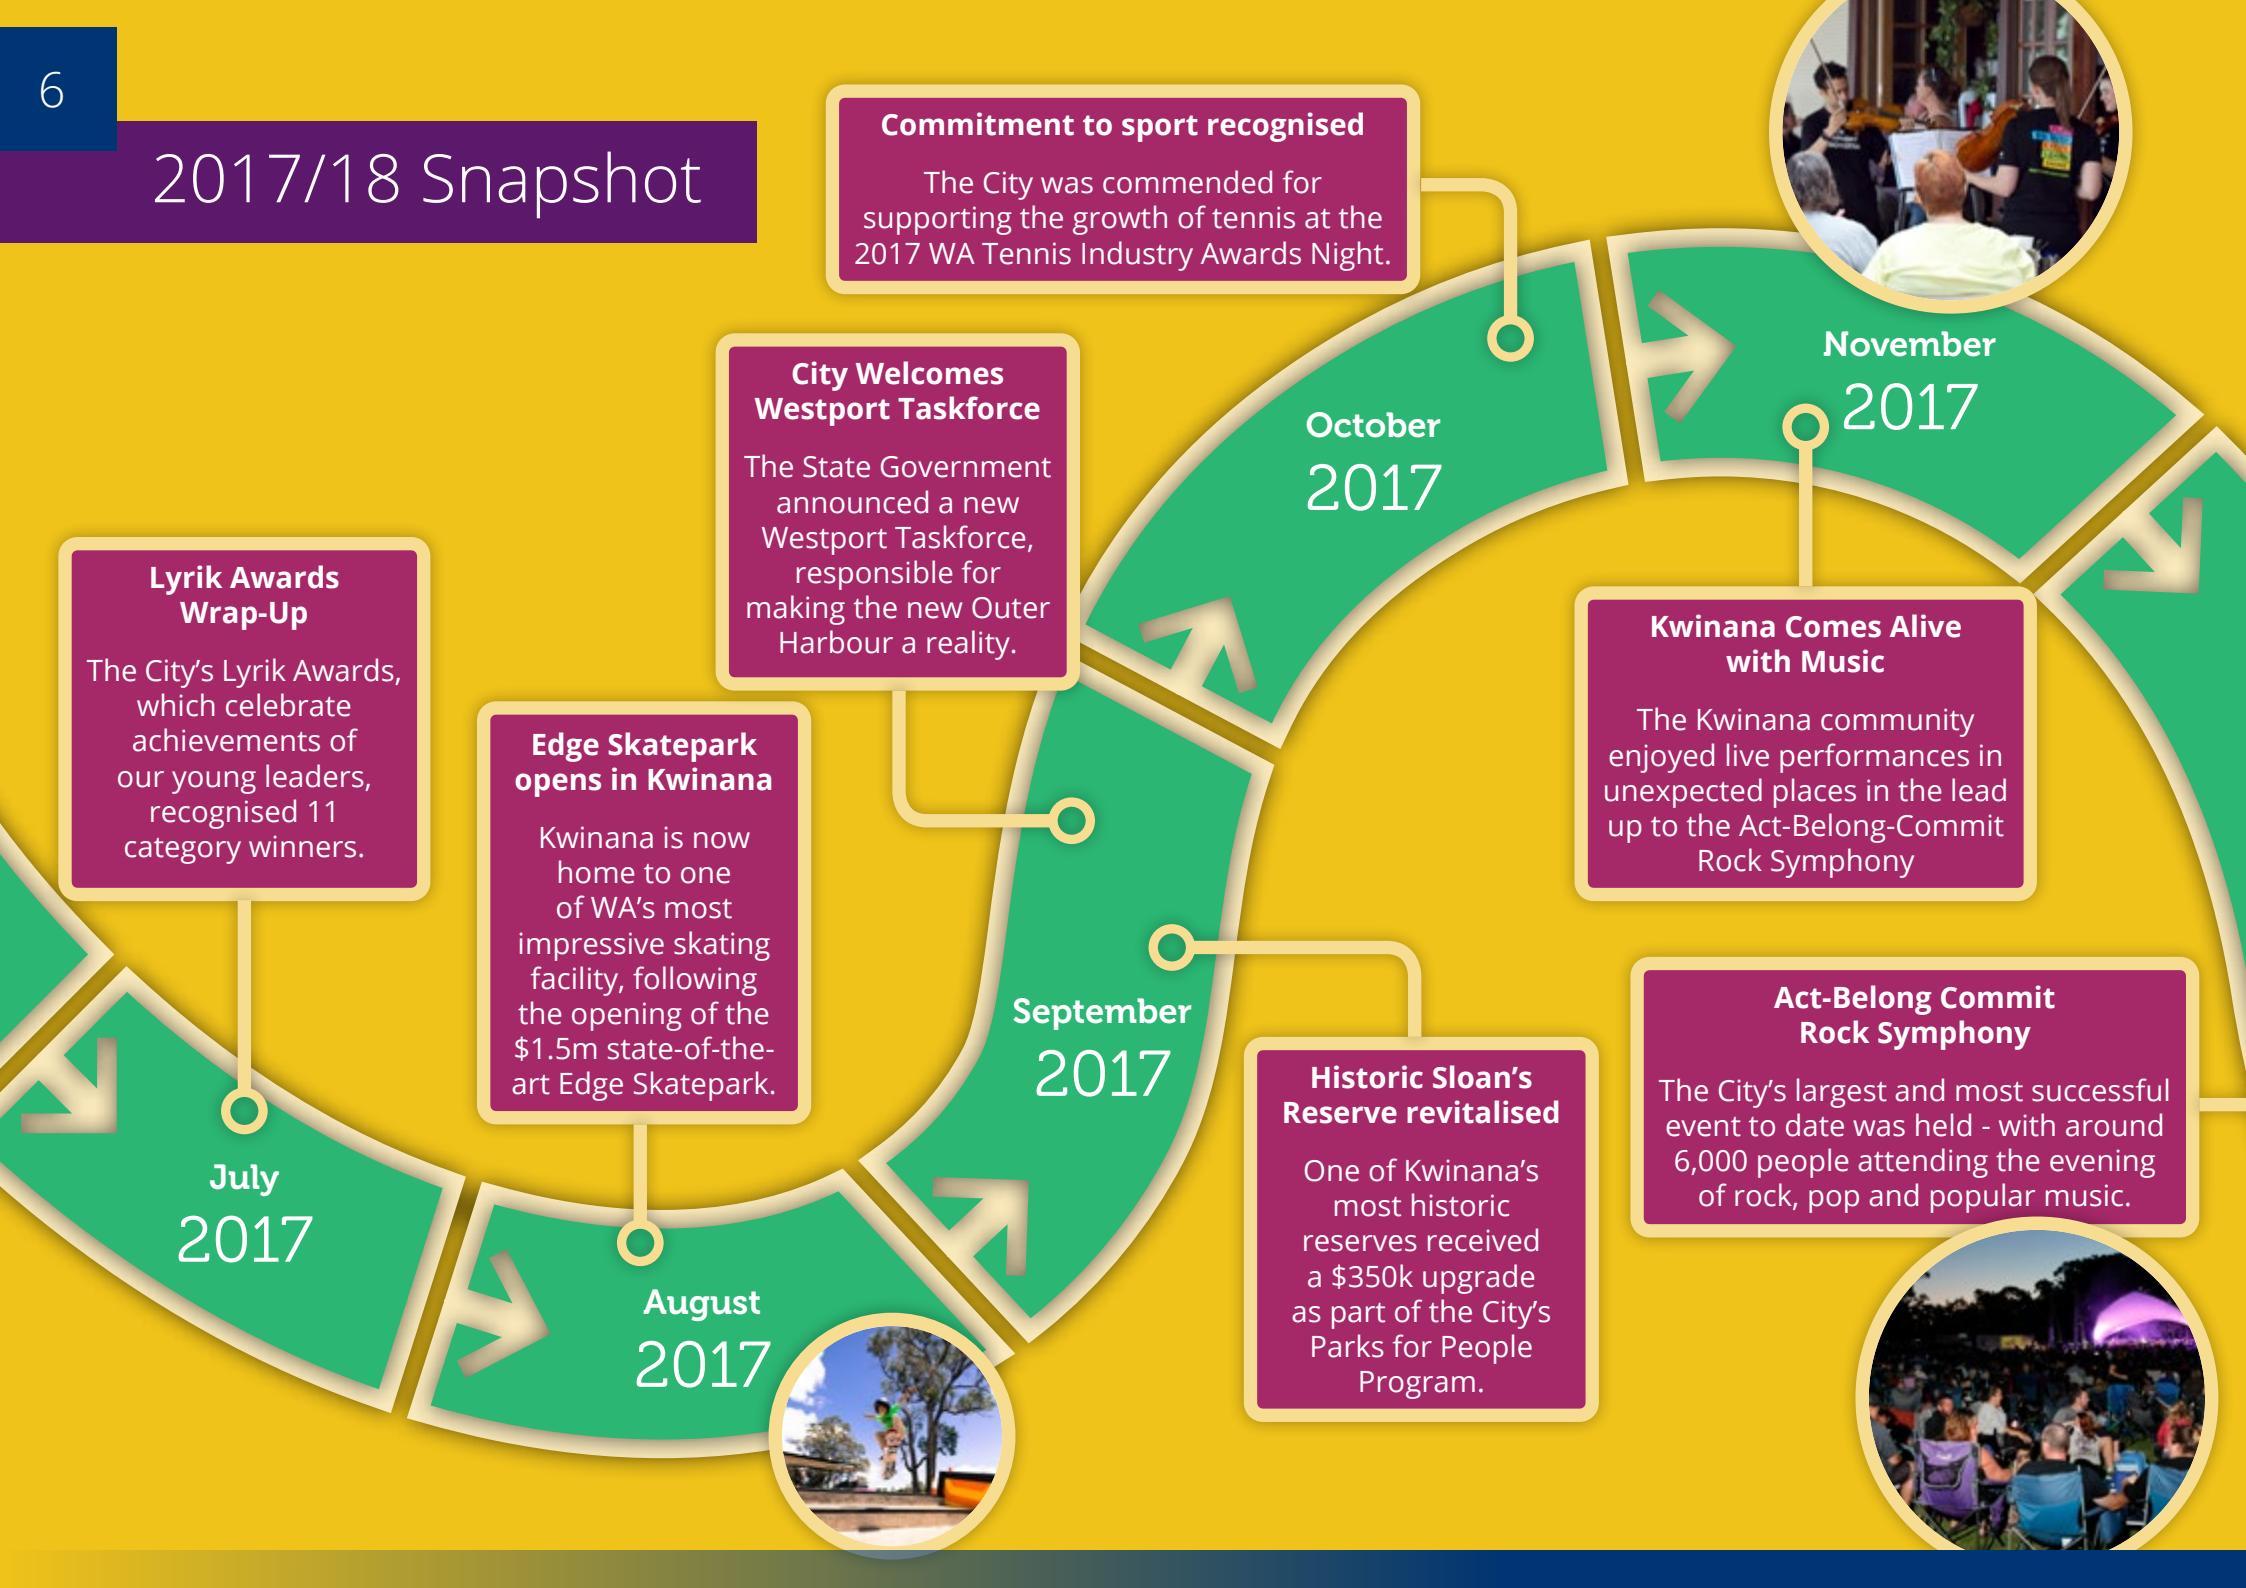 6
2017/18 Snapshot
Commitment to sport recognised
The City was commended for
supporting the growth of tennis at the
2017 WA Tennis Industry Awards Night.
City Welcomes
Westport Taskforce
The State Government
announced a new
Westport Taskforce,
responsible for
making the new Outer
Harbour a reality.
Lyrik Awards
Wrap-Up
The City’s Lyrik Awards,
which celebrate
achievements of
our young leaders,
recognised 11
category winners.
Edge Skatepark
opens in Kwinana
Kwinana is now
home to one
of WA’s most
impressive skating
facility, following
the opening of the
$1.5m state-of-the-
art Edge Skatepark.
July
2017
August
2017
September
2017
October
2017
November
2017
Historic Sloan’s
Reserve revitalised
One of Kwinana’s
most historic
reserves received
a $350k upgrade
as part of the City’s
Parks for People
Program.
Kwinana Comes Alive
with Music
The Kwinana community
enjoyed live performances in
unexpected places in the lead
up to the Act-Belong-Commit
Rock Symphony
Act-Belong Commit
Rock Symphony
The City’s largest and most successful
event to date was held - with around
6,000 people attending the evening
of rock, pop and popular music.